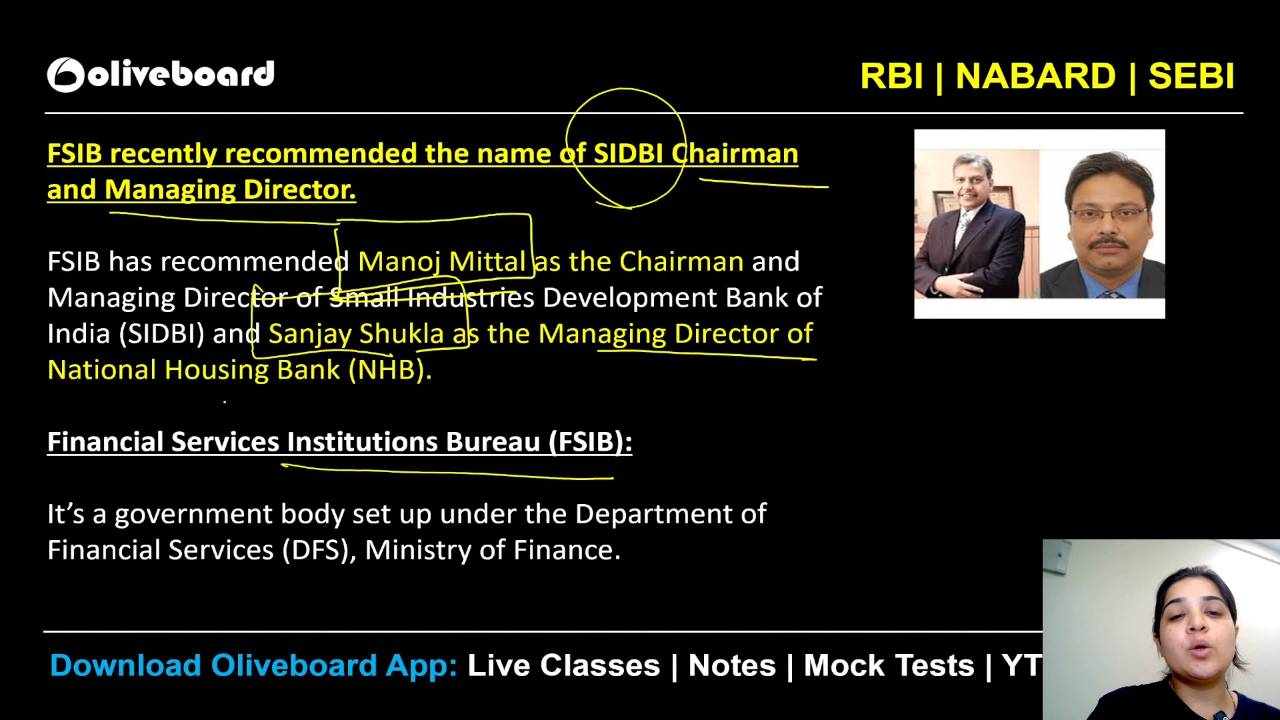 oliveboard
RBI | NABARD | SEBI
FSIB recently recommended the name of SIDBI Chairman
and Managing Director.
FSIB has recommended Manoj Mittal as the Chairman and
Managing Director of Small Industries Development Bank of
India (SIDBI) and Sanjay Shukla as the Managing Director of
National Housing Bank (NHB).
Financial Services Institutions Bureau (FSIB):
It’s a government body set up under the Department of
Financial Services (DFS), Ministry of Finance.
Download Oliveboard App: Live Classes | Notes | Mock Tests | YT